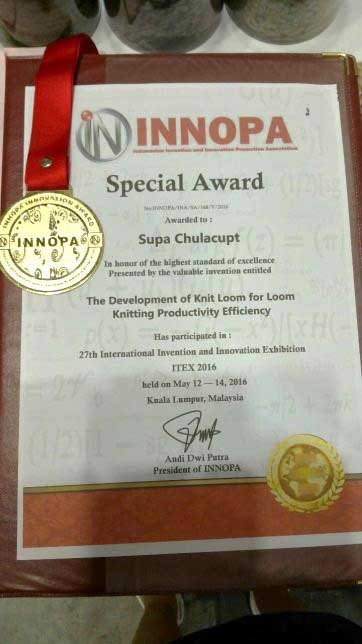 INNOPA
Indonesian Invention and Innovation Promotion Association
Special Award
Awarded to :
Supa Chulacupt
In honor of the highest standard of excellence
Presented by the valuable invention entitled
The Development of Knit Loom for Loom
Knitting Productivity Efficiency
Has participated in :
27th International Invention and Innovation Exhibition
ITEX 2016
held on May 12 — 14, 2016
Kuala Lumpur, Malaysia
Andi Dwi Putra
President of INNOPA
INNOPA INNOVATION AWARD
INNOPA